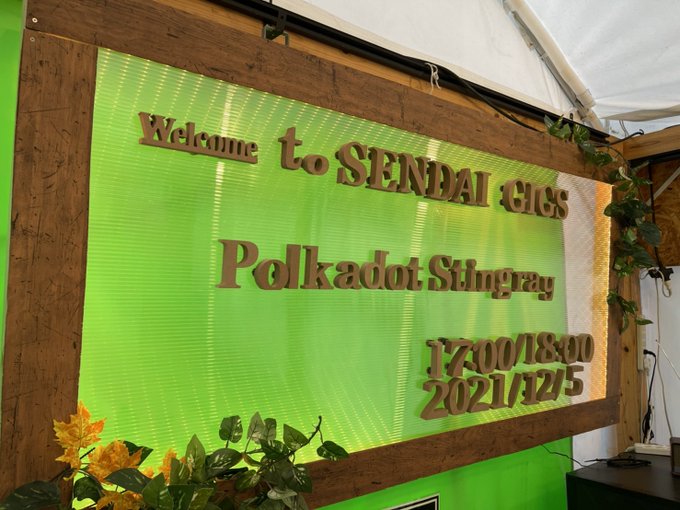 Welcome to SENDAI GIGS
Polkadot Stingray
17:00/18:00
2021/12/5